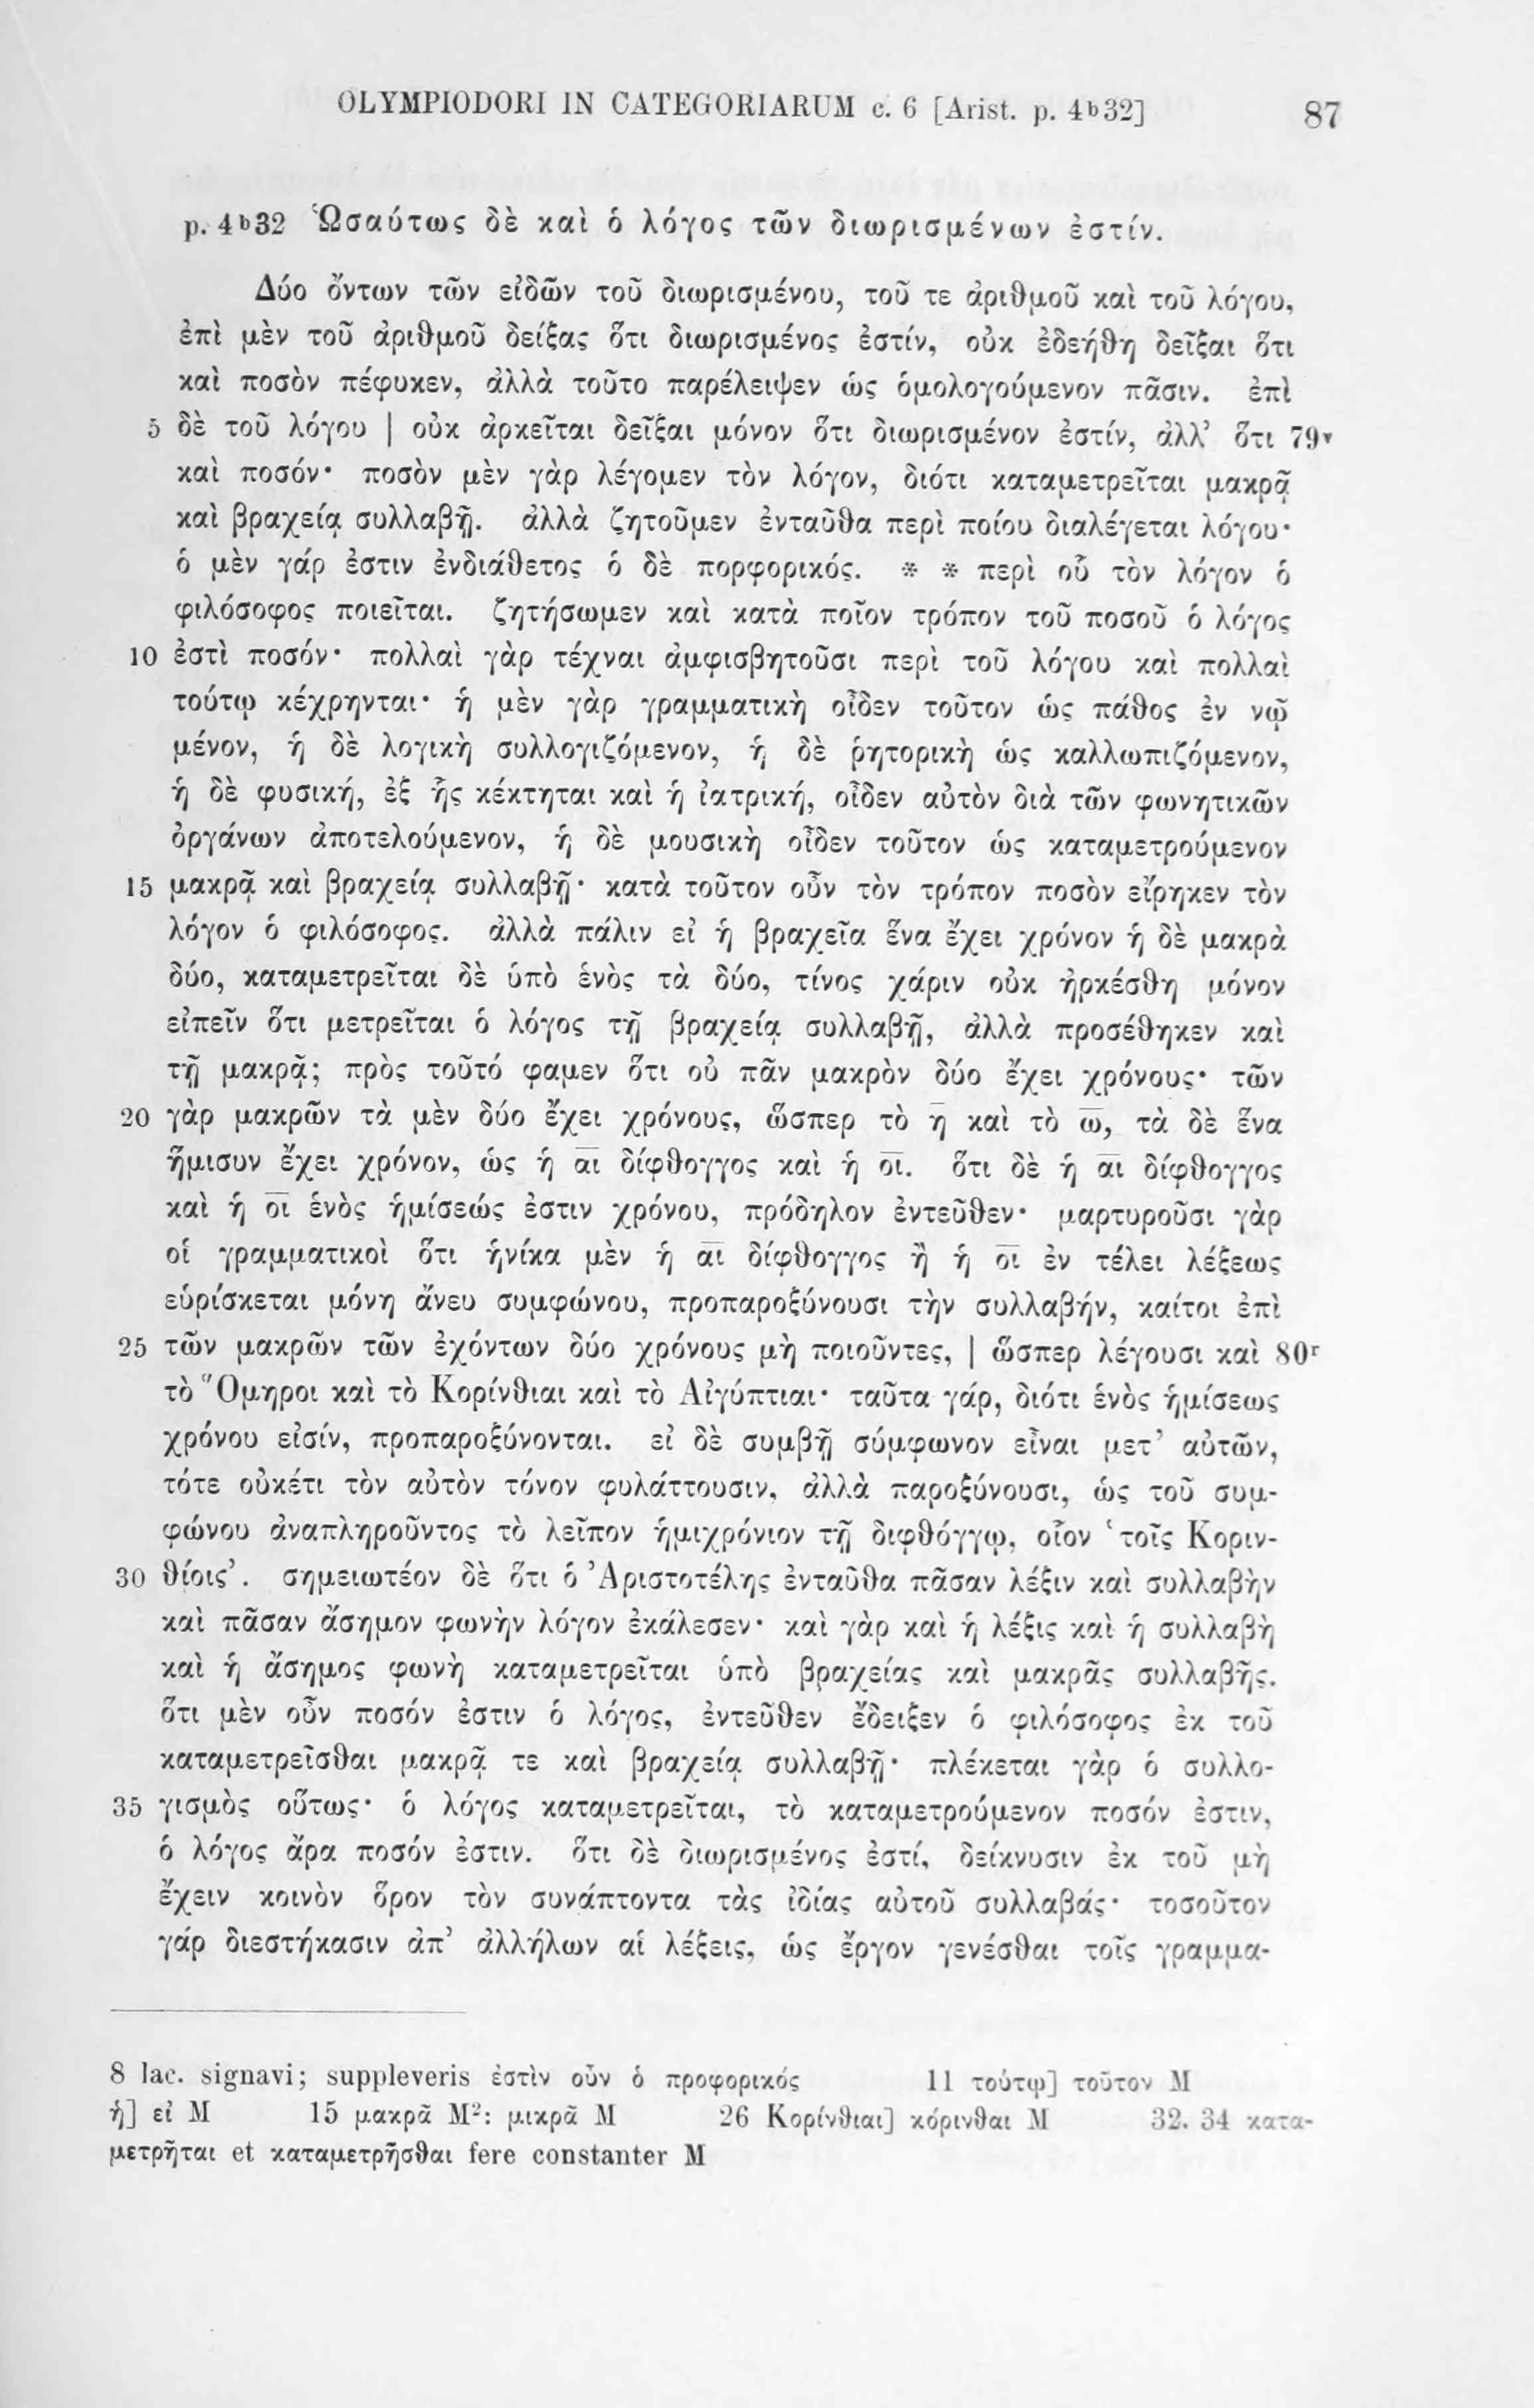 OLYMPIODORI IN CATEGORIARUM c. 6 [Arist. p. 4b32] 87
p. 4b32 Ὡσαύτως δὲ καὶ ὁ λόγος τῶν διωρισμένων ἐστίν.
Δύο ὄντων τῶν εἰδῶν τοῦ διωρισμένου, τοῦ τε ἀριθμοῦ καὶ τοῦ λόγου,
ἐπὶ μὲν τοῦ ἀριθμοῦ δείξας ὅτι διωρισμένος ἐστίν, οὐκ ἐδεήθη δεῖξαι ὅτι
καὶ ποσὸν πέφυκεν, ἀλλὰ τοῦτο παρέλειψεν ὡς ὁμολογούμενον πᾶσιν. ἐπὶ
5 δὲ τοῦ λόγου | οὐκ ἀρκεῖται δεῖξαι μόνον ὅτι διωρισμένον ἐστίν, ἀλλ’ ὅτι 79v
καὶ ποσόν· ποσὸν μὲν γὰρ λέγομεν τὸν λόγον, διότι καταμετρεῖται μακρᾷ
καὶ βραχείᾳ συλλαβῇ. ἀλλὰ ζητοῦμεν ἐνταῦθα περὶ ποίου διαλέγεται λόγου·
ὁ μὲν γάρ ἐστιν ἐνδιάθετος ὁ δὲ πορφορικός. * * περὶ οὗ τὸν λόγον ὁ
φιλόσοφος ποιεῖται. ζητήσωμεν καὶ κατὰ ποῖον τρόπον τοῦ ποσοῦ ὁ λόγος
10 ἐστὶ ποσόν· πολλαὶ γὰρ τέχναι ἀμφισβητοῦσι περὶ τοῦ λόγου καὶ πολλαὶ
τούτῳ κέχρηνται· ἡ μὲν γὰρ γραμματικὴ οἶδεν τοῦτον ὡς πάθος ἐν νῷ
μένον, ἡ δὲ λογικὴ συλλογιζόμενον, ἡ δὲ ῥητορικὴ ὡς καλλωπιζόμενον,
ἡ δὲ φυσική, ἐξ ἧς κέκτηται καὶ ἡ ἰατρική, οἶδεν αὐτὸν διὰ τῶν φωνητικῶν
ὀργάνων ἀποτελούμενον, ἡ δὲ μουσικὴ οἶδεν τοῦτον ὡς καταμετρούμενον
15 μακρᾷ καὶ βραχείᾳ συλλαβῇ· κατὰ τοῦτον οὖν τὸν τρόπον ποσὸν εἴρηκεν τὸν
λόγον ὁ φιλόσοφος. ἀλλὰ πάλιν εἰ ἡ βραχεῖα ἕνα ἔχει χρόνον ἡ δὲ μακρὰ
δύο, καταμετρεῖται δὲ ὑπὸ ἑνὸς τὰ δύο, τίνος χάριν οὐκ ἠρκέσθη μόνον
εἰπεῖν ὅτι μετρεῖται ὁ λόγος τῇ βραχείᾳ συλλαβῇ, ἀλλὰ προσέθηκεν καὶ
τῇ μακρᾷ; πρὸς τοῦτό φαμεν ὅτι οὐ πᾶν μακρὸν δύο ἔχει χρόνους· τῶν
20 γὰρ μακρῶν τὰ μὲν δύο ἔχει χρόνους, ὥσπερ τὸ η̄ καὶ τὸ ω̄, τὰ δὲ ἕνα
ἥμισυν ἔχει χρόνον, ὡς ἡ ᾱῑ δίφθογγος καὶ ἡ ο̄ῑ. ὅτι δὲ ἡ ᾱῑ δίφθογγος
καὶ ἡ ο̄ῑ ἑνὸς ἡμίσεώς ἐστιν χρόνου, πρόδηλον ἐντεῦθεν· μαρτυροῦσι γὰρ
οἱ γραμματικοὶ ὅτι ἡνίκα μὲν ἡ ᾱῑ δίφθογγος ἢ ἡ ο̄ῑ ἐν τέλει λέξεως
εὑρίσκεται μόνη ἄνευ συμφώνου, προπαροξύνουσι τὴν συλλαβήν, καίτοι ἐπὶ
25 τῶν μακρῶν τῶν ἐχόντων δύο χρόνους μὴ ποιοῦντες, | ὥσπερ λέγουσι καὶ 80r
τὸ Ὅμηροι καὶ τὸ Κορίνθιαι καὶ τὸ Αἰγύπτιαι· ταῦτα γάρ, διότι ἑνὸς ἡμίσεως
χρόνου εἰσίν, προπαροξύνονται. εἰ δὲ συμβῇ σύμφωνον εἶναι μετ’ αὐτῶν,
τότε οὐκέτι τὸν αὐτὸν τόνον φυλάττουσιν, ἀλλὰ παροξύνουσι, ὡς τοῦ συμ-
φώνου ἀναπληροῦντος τὸ λεῖπον ἡμιχρόνιον τῇ διφθόγγῳ, οἷον ‘τοῖς Κοριν-
30 θίοις’. σημειωτέον δὲ ὅτι ὁ Ἀριστοτέλης ἐνταῦθα πᾶσαν λέξιν καὶ συλλαβὴν
καὶ πᾶσαν ἄσημον φωνὴν λόγον ἐκάλεσεν· καὶ γὰρ καὶ ἡ λέξις καὶ ἡ συλλαβὴ
καὶ ἡ ἄσημος φωνὴ καταμετρεῖται ὑπὸ βραχείας καὶ μακρᾶς συλλαβῆς.
ὅτι μὲν οὖν ποσόν ἐστιν ὁ λόγος, ἐντεῦθεν ἔδειξεν ὁ φιλόσοφος ἐκ τοῦ
καταμετρεῖσθαι μακρᾷ τε καὶ βραχείᾳ συλλαβῇ· πλέκεται γὰρ ὁ συλλο-
35 γισμὸς οὕτως· ὁ λόγος καταμετρεῖται, τὸ καταμετρούμενον ποσόν ἐστιν,
ὁ λόγος ἄρα ποσόν ἐστιν. ὅτι δὲ διωρισμένος ἐστί, δείκνυσιν ἐκ τοῦ μὴ
ἔχειν κοινὸν ὅρον τὸν συνάπτοντα τὰς ἰδίας αὐτοῦ συλλαβάς· τοσοῦτον
γάρ διεστήκασιν ἀπ’ ἀλλήλων αἱ λέξεις, ὡς ἔργον γενέσθαι τοῖς γραμμα-
8 lac. signavi; suppleveris ἐστὶν οὖν ὁ προφορικός 11 τούτῳ] τοῦτον M
ἡ] εἰ M 15 μακρᾶ M2: μικρᾶ M 26 Κορίνθιαι] κόρινθαι M 32. 34 κατα-
μετρῆται et καταμετρῆσθαι fere constanter M